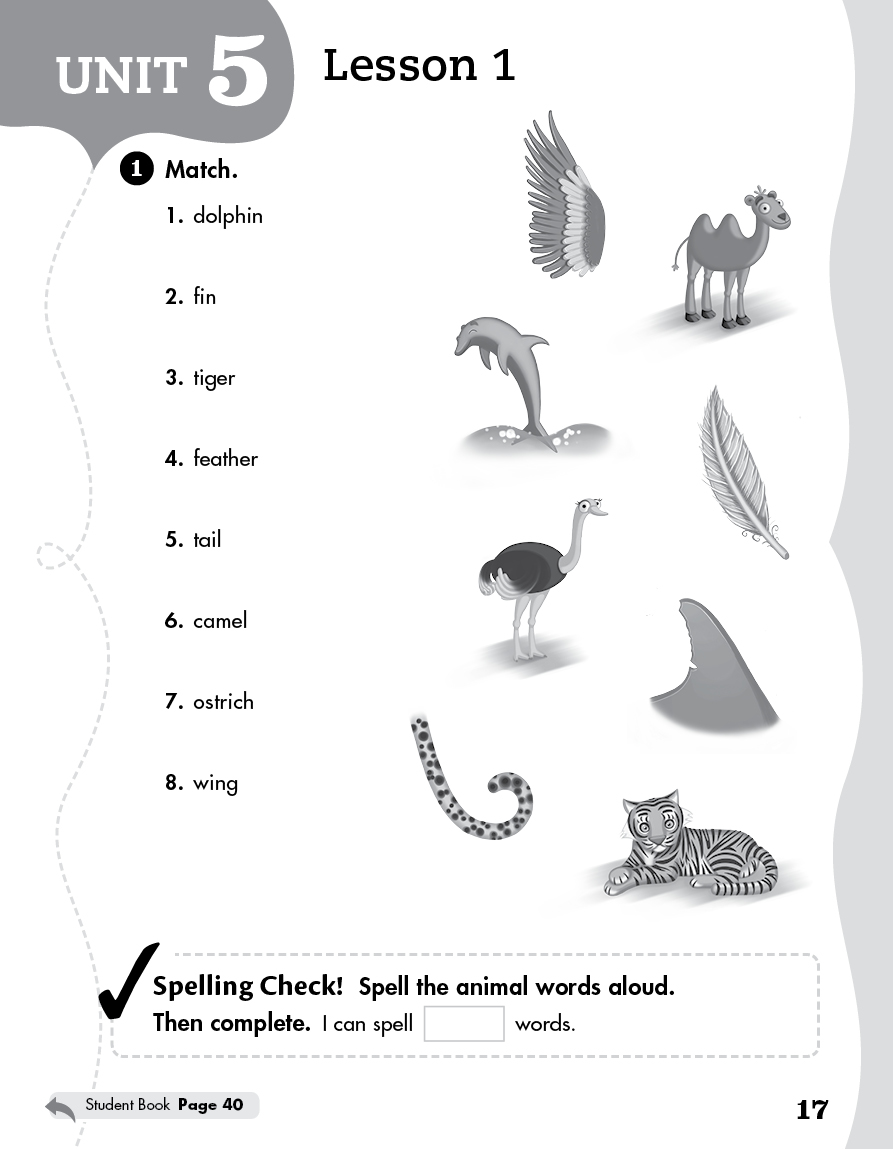 UNIT 5
Lesson 1
1 Match.
1. dolphin
2. fin
3. tiger
4. feather
5. tail
6. camel
7. ostrich
8. wing
Spelling Check! Spell the animal words aloud.
Then complete. I can spell words.
Student Book Page 40
17